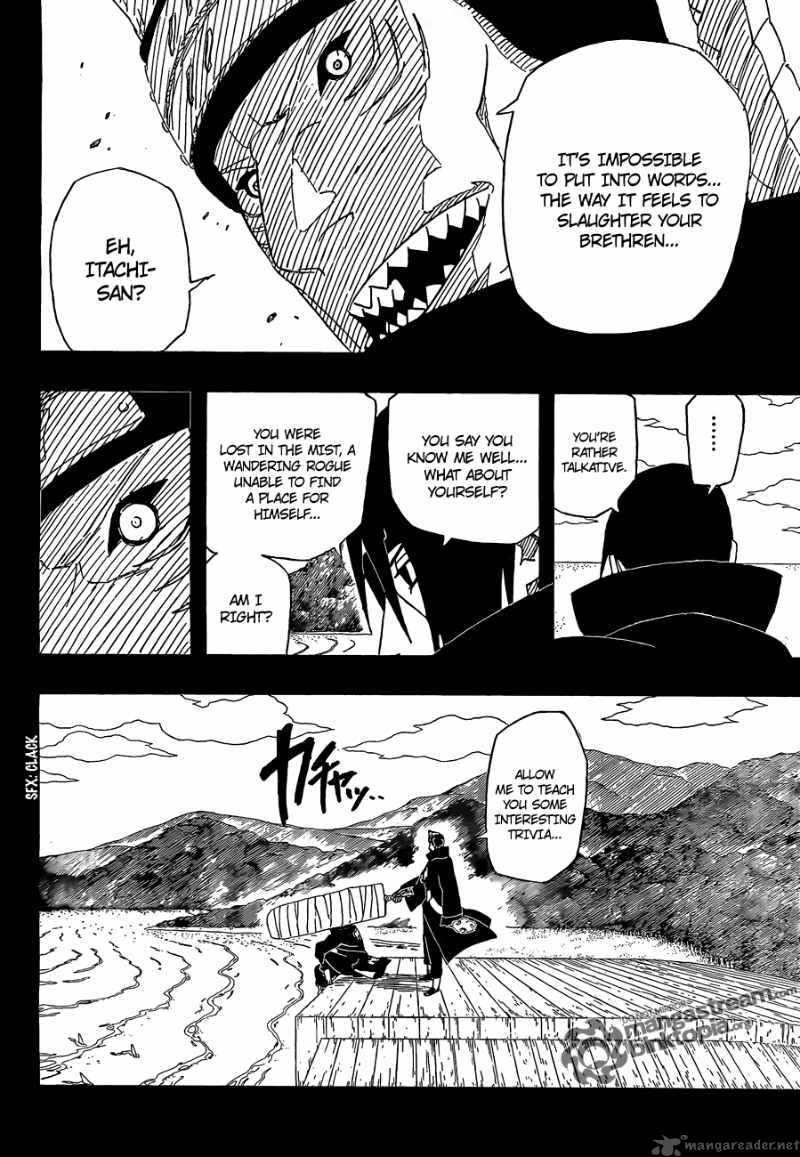 IT'S IMPOSSIBLE
TO PUT INTO WORDS...
THE WAY IT FEELS TO
SLAUGHTER YOUR
BRETHREN...
EH,
ITACHI-
SAN?
......
YOU'RE
RATHER
TALKATIVE.
YOU SAY YOU
KNOW ME WELL...
WHAT ABOUT
YOURSELF?
YOU WERE
LOST IN THE MIST, A
WANDERING ROGUE
UNABLE TO FIND
A PLACE FOR
HIMSELF...
AM I
RIGHT?
ALLOW
ME TO TEACH
YOU SOME
INTERESTING
TRIVIA...
ガチャッ..
SFX: CLACK
mangastream.com
binktopia.org
mangareader.net